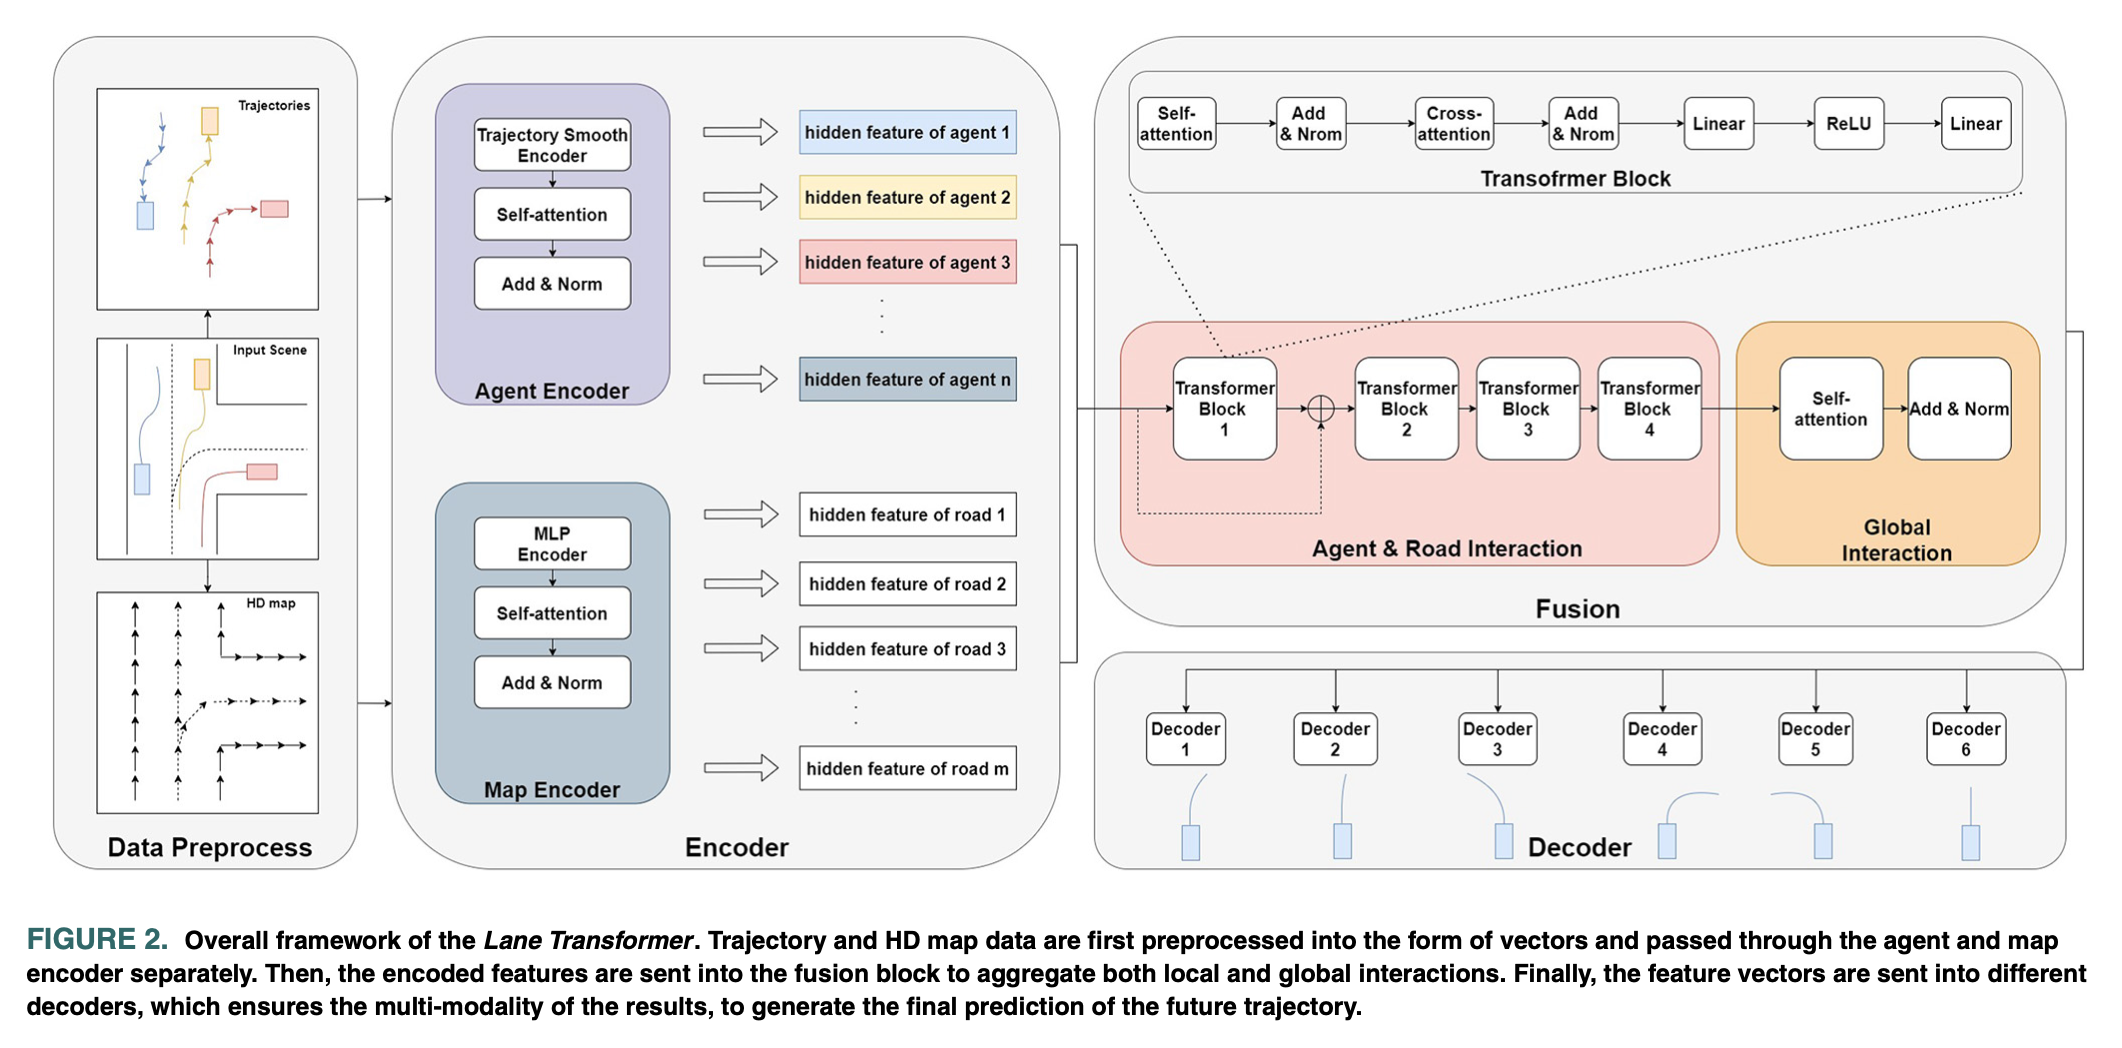 Trajectories
Input Scene
HD map
Data Preprocess
Trajectory Smooth
Encoder
Self-attention
Add & Norm
Agent Encoder
hidden feature of agent 1
hidden feature of agent 2
hidden feature of agent 3
hidden feature of agent n
MLP
Encoder
Self-attention
Add & Norm
Map Encoder
hidden feature of road 1
hidden feature of road 2
hidden feature of road 3
hidden feature of road m
Encoder
Self-
attention
Add
& Nrom
Cross-
attention
Add
& Nrom
Linear
ReLU
Linear
Transofrmer Block
Transformer
Block
1
Transformer
Block
2
Transformer
Block
3
Transformer
Block
4
Agent & Road Interaction
Self-
attention
Add & Norm
Global
Interaction
Fusion
Decoder
1
Decoder
2
Decoder
3
Decoder
4
Decoder
5
Decoder
6
Decoder
FIGURE 2. Overall framework of the Lane Transformer. Trajectory and HD map data are first preprocessed into the form of vectors and passed through the agent and map
encoder separately. Then, the encoded features are sent into the fusion block to aggregate both local and global interactions. Finally, the feature vectors are sent into different
decoders, which ensures the multi-modality of the results, to generate the final prediction of the future trajectory.